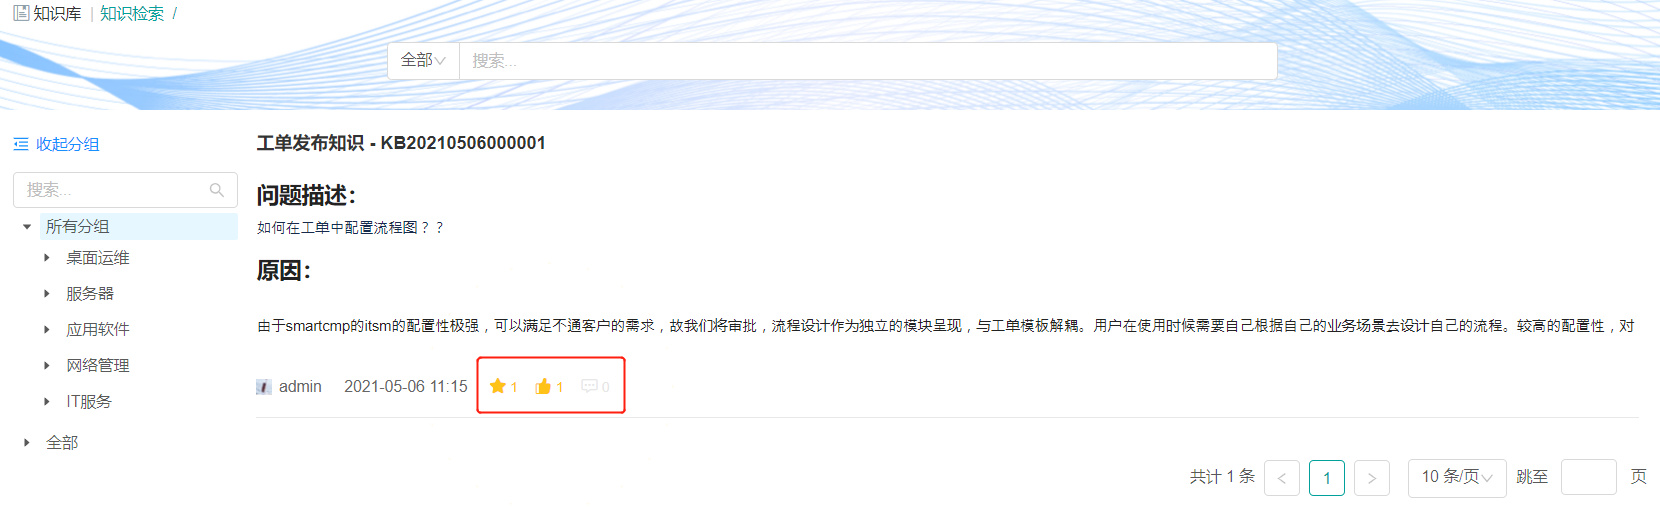 知识库 | 知识检索 /
全部 搜索...
收起分组
搜索...
所有分组
桌面运维
服务器
应用软件
网络管理
IT服务
全部
工单发布知识 - KB20210506000001
问题描述：
如何在工单中配置流程图？？
原因：
由于smartcmp的itsm的配置性极强，可以满足不通客户的需求，故我们将审批，流程设计作为独立的模块呈现，与工单模板解耦。用户在使用时候需要自己根据自己的业务场景去设计自己的流程。较高的配置性，对
admin 2021-05-06 11:15 1 1 0
共计 1 条 < 1 > 10 条/页 跳至 页